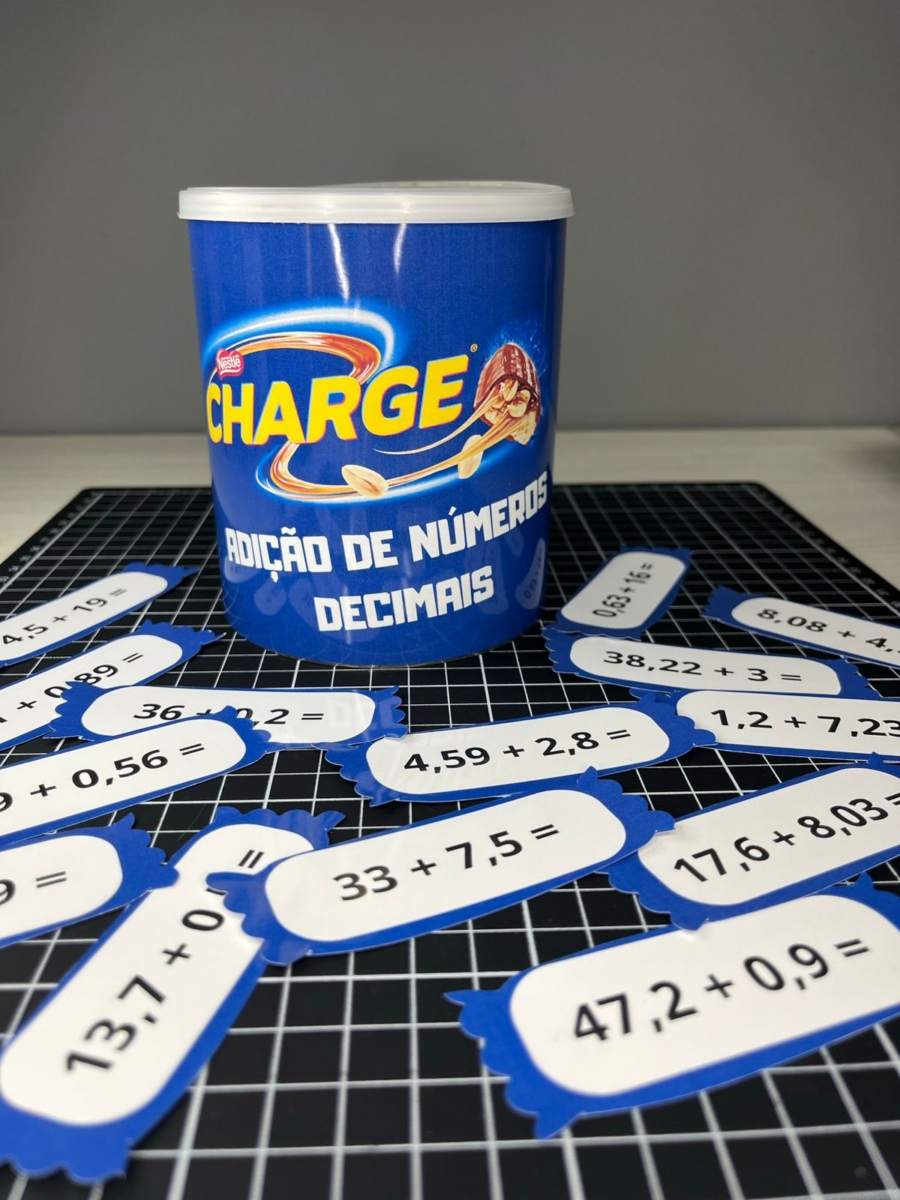 Nestlé
CHARGE®
ADIÇÃO DE NÚMEROS
DECIMAIS
0,63 + 16 =
4,5 + 19 =
8,08 + 4,
38,22 + 3 =
+ 0,89 =
36 + 0,2 =
1,2 + 7,23
4,59 + 2,8 =
9 + 0,56 =
17,6 + 8,03 =
33 + 7,5 =
9 =
13,7 + 0 =
47,2 + 0,9 =